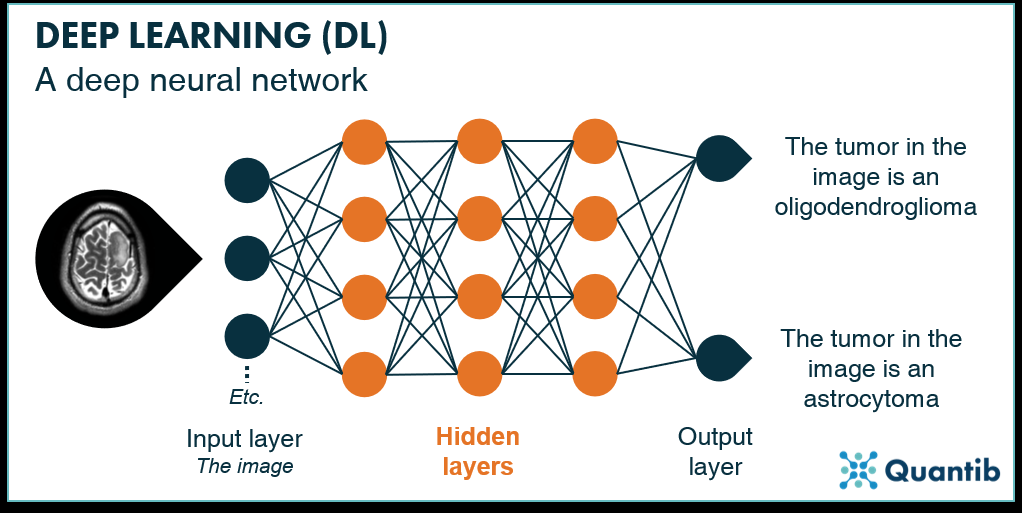 DEEP LEARNING (DL)
A deep neural network
The tumor in the
image is an
oligodendroglioma
The tumor in the
image is an
astrocytoma
Etc.
Input layer
The image
Hidden
layers
Output
layer
Quantib